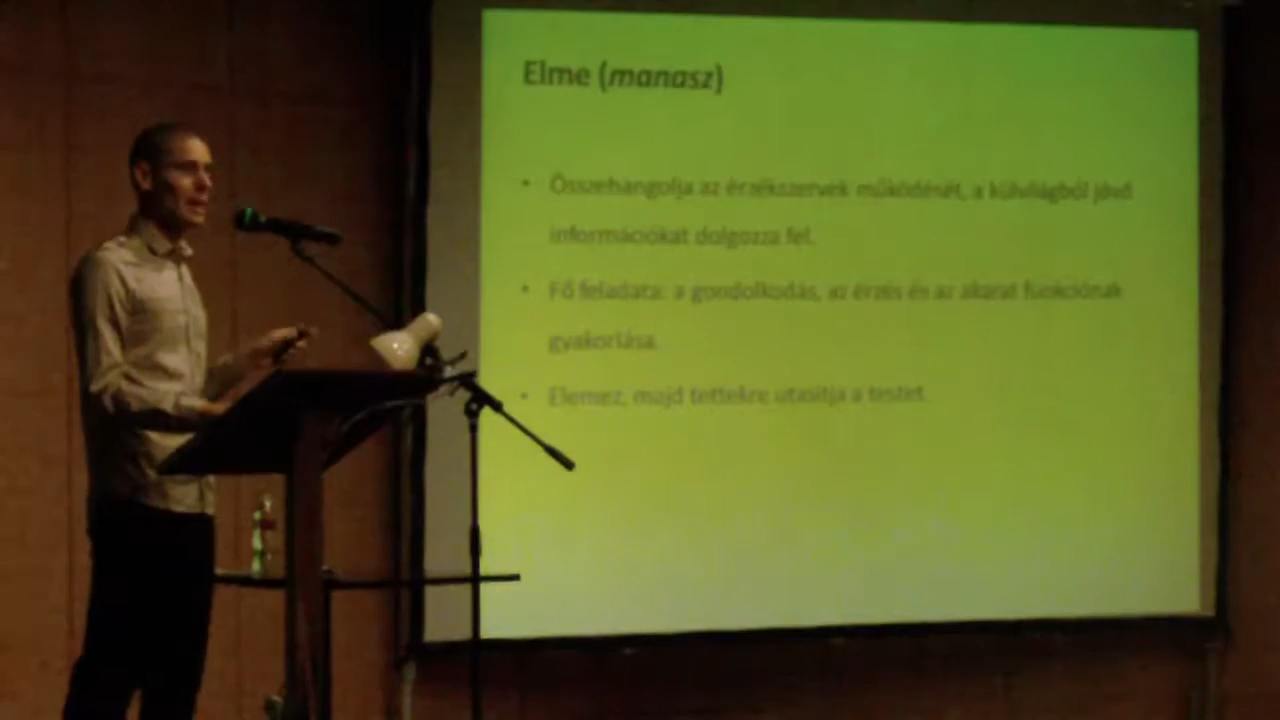 Elme (manasz)
• Összehangolja az érzékszervek működését, a külvilágból jövő
információkat dolgozza fel.
• Fő feladata: a gondolkodás, az érzés és az akarat funkciónak
gyakorlása.
• Elemez, majd tettekre utasítja a testet.